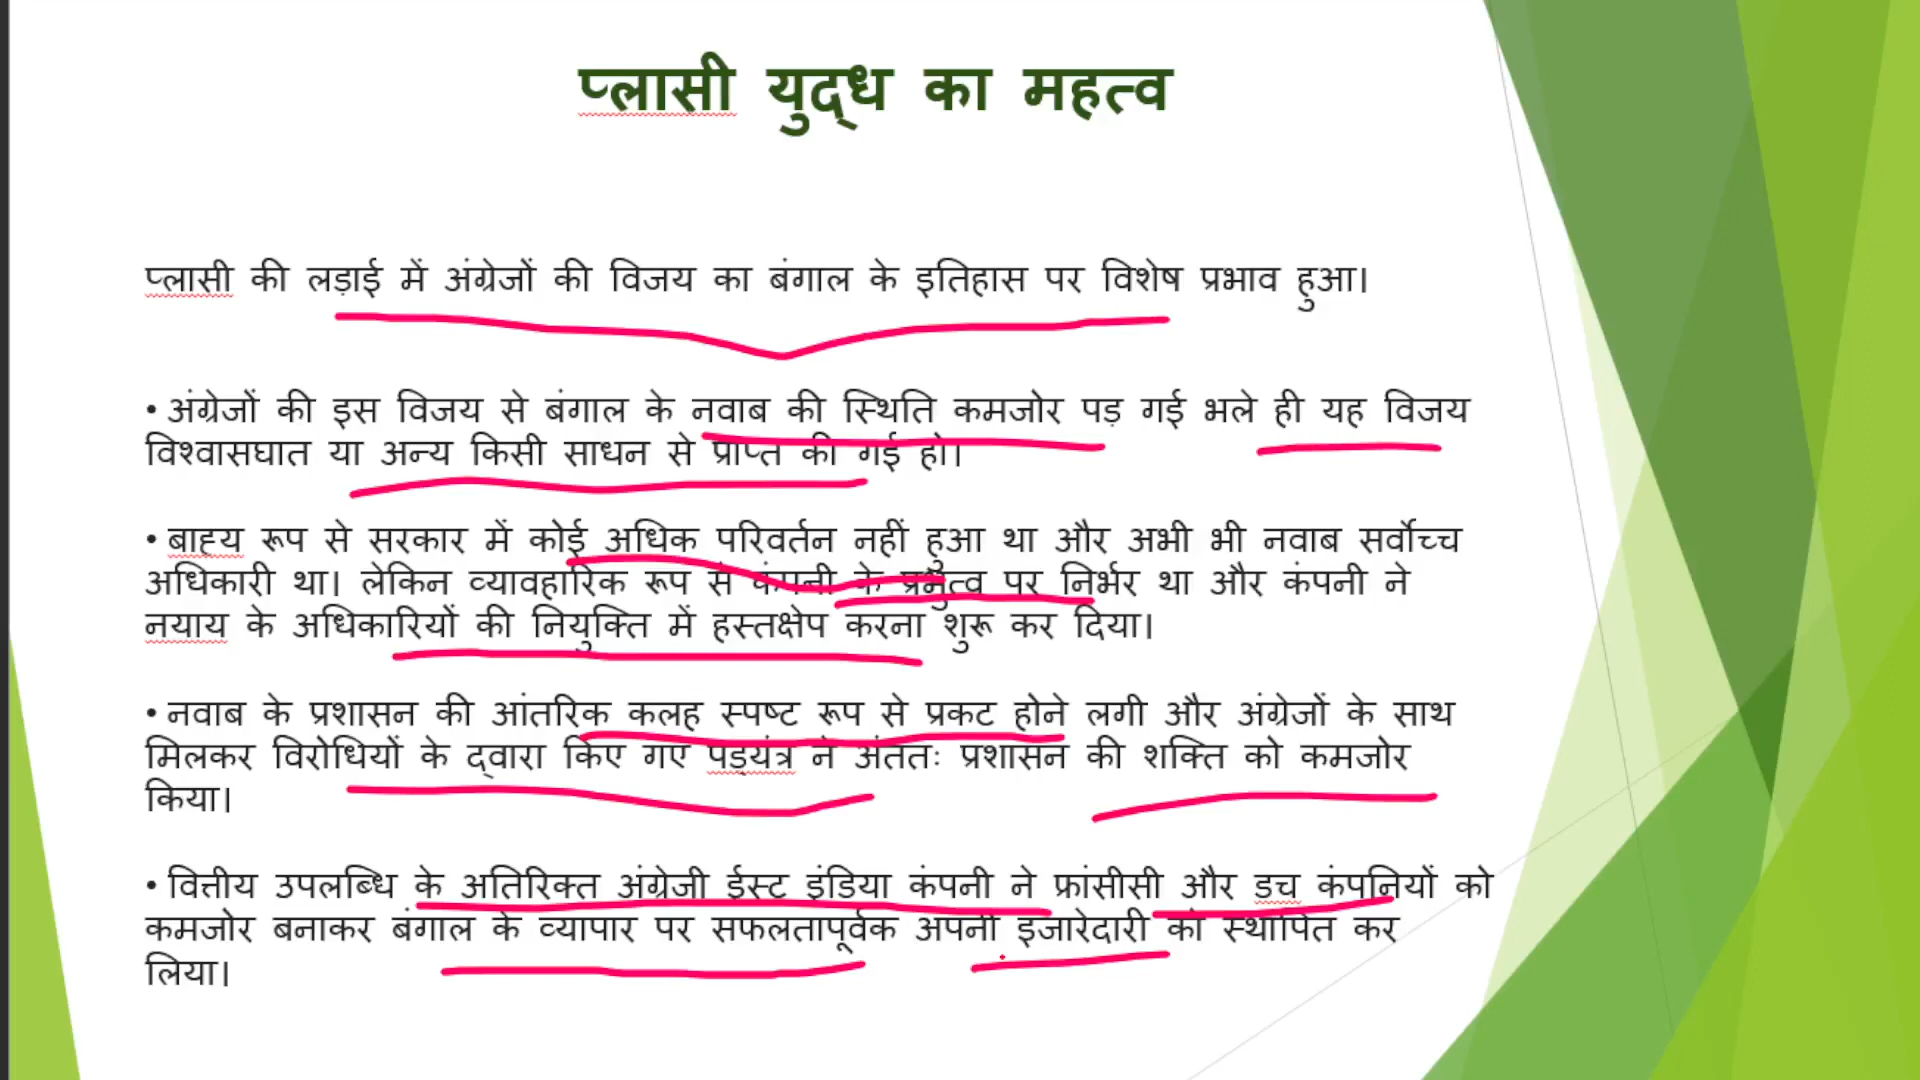 प्लासी युद्ध का महत्व
प्लासी की लड़ाई में अंग्रेजों की विजय का बंगाल के इतिहास पर विशेष प्रभाव हुआ।
• अंग्रेजों की इस विजय से बंगाल के नवाब की स्थिति कमजोर पड़ गई भले ही यह विजय
विश्वासघात या अन्य किसी साधन से प्राप्त की गई हो।
• बाह्य रूप से सरकार में कोई अधिक परिवर्तन नहीं हुआ था और अभी भी नवाब सर्वोच्च
अधिकारी था। लेकिन व्यावहारिक रूप से कंपनी के प्रभुत्व पर निर्भर था और कंपनी ने
नयाय के अधिकारियों की नियुक्ति में हस्तक्षेप करना शुरू कर दिया।
• नवाब के प्रशासन की आंतरिक कलह स्पष्ट रूप से प्रकट होने लगी और अंग्रेजों के साथ
मिलकर विरोधियों के द्वारा किए गए पड्यंत्र ने अंततः प्रशासन की शक्ति को कमजोर
किया।
• वित्तीय उपलब्धि के अतिरिक्त अंग्रेजी ईस्ट इंडिया कंपनी ने फ्रांसीसी और डच कंपनियों को
कमजोर बनाकर बंगाल के व्यापार पर सफलतापूर्वक अपनी इजारेदारी को स्थापित कर
लिया।